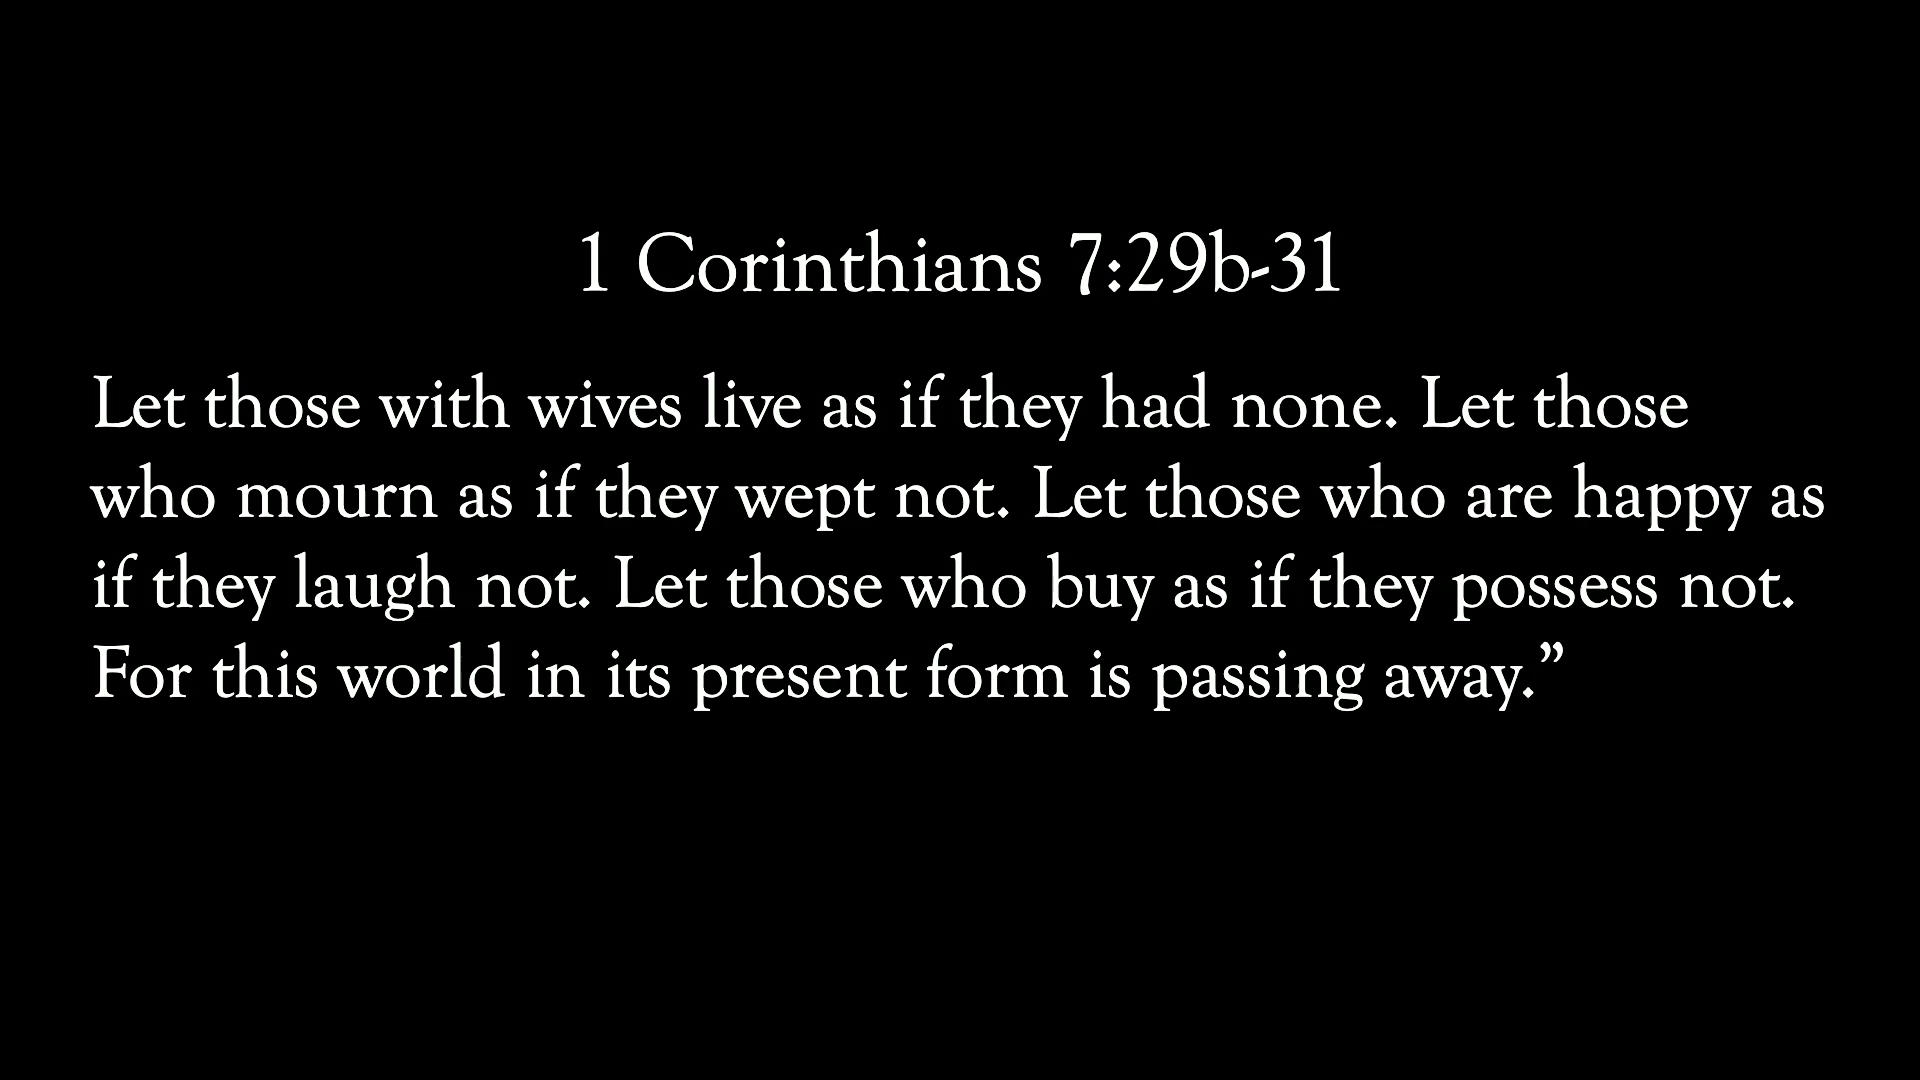 1 Corinthians 7:29b-31
Let those with wives live as if they had none. Let those
who mourn as if they wept not. Let those who are happy as
if they laugh not. Let those who buy as if they possess not.
For this world in its present form is passing away.”